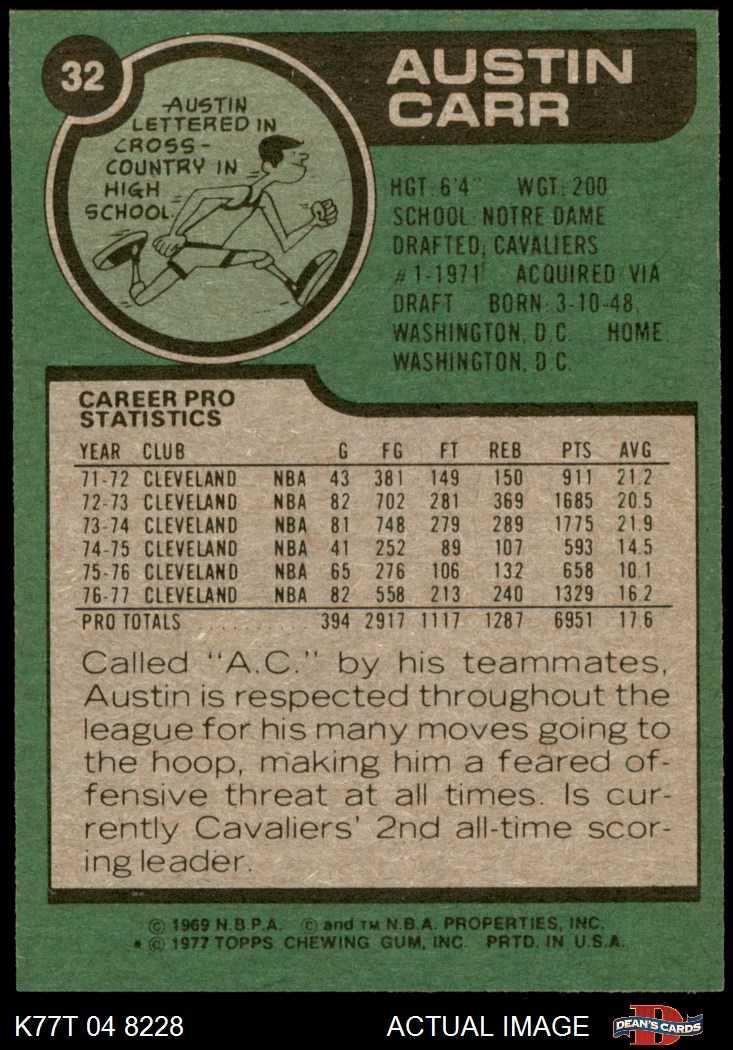 32
AUSTIN
CARR
AUSTIN
LETTERED IN
CROSS-
COUNTRY IN
HIGH
SCHOOL.
HGT: 6'4" WGT: 200
SCHOOL: NOTRE DAME
DRAFTED: CAVALIERS
#1-1971 ACQUIRED: VIA
DRAFT BORN: 3-10-48,
WASHINGTON, D.C. HOME:
WASHINGTON, D.C.
CAREER PRO
STATISTICS
YEAR CLUB G FG FT REB PTS AVG
71-72 CLEVELAND NBA 43 381 149 150 911 21.2
72-73 CLEVELAND NBA 82 702 281 369 1685 20.5
73-74 CLEVELAND NBA 81 748 279 289 1775 21.9
74-75 CLEVELAND NBA 41 252 89 107 593 14.5
75-76 CLEVELAND NBA 65 276 106 132 658 10.1
76-77 CLEVELAND NBA 82 558 213 240 1329 16.2
PRO TOTALS .......... 394 2917 1117 1287 6951 17.6
Called "A.C." by his teammates,
Austin is respected throughout the
league for his many moves going to
the hoop, making him a feared of-
fensive threat at all times. Is cur-
rently Cavaliers' 2nd all-time scor-
ing leader.
© 1969 N.B.P.A. © and TM N.B.A. PROPERTIES, INC.
* © 1977 TOPPS CHEWING GUM, INC. PRTD. IN U.S.A.
K77T 04 8228 ACTUAL IMAGE D DEAN'S CARDS